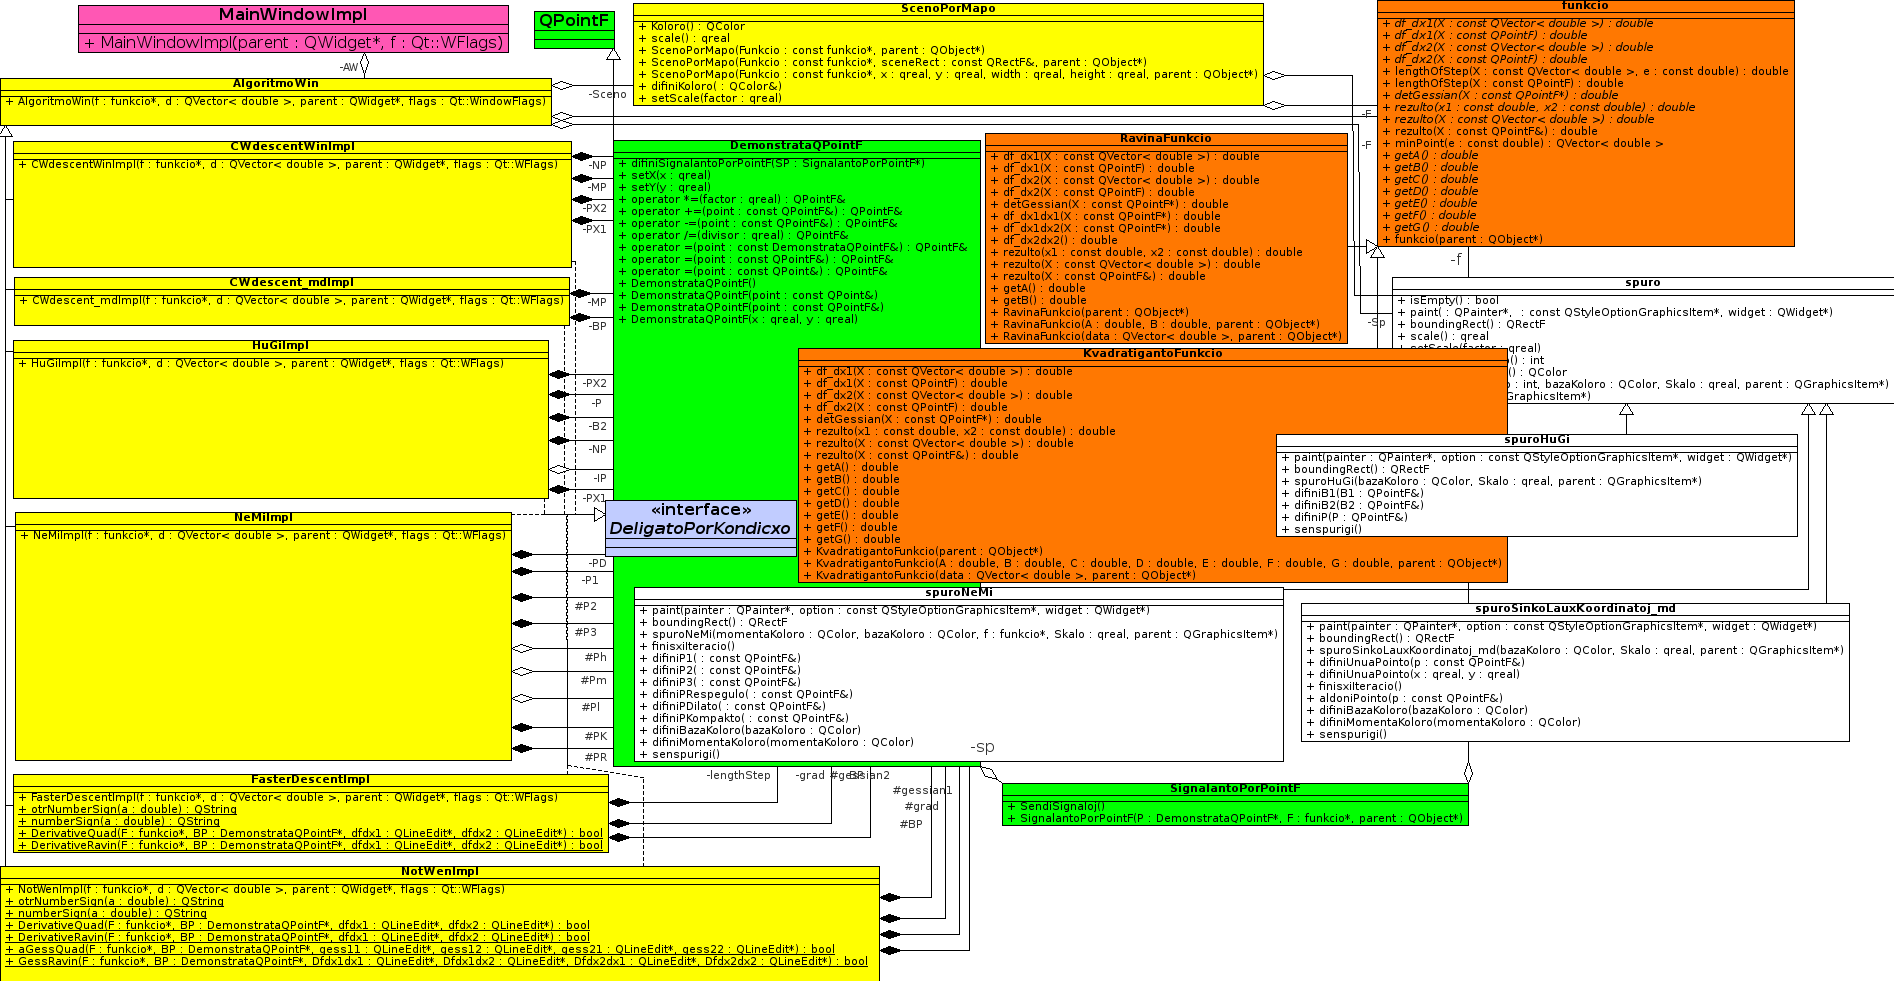 MainWindowImpl
+ MainWindowImpl(parent : QWidget*, f : Qt::WFlags)
-AW
QPointF
ScenoPorMapo
+ Koloro() : QColor
+ scale() : qreal
+ ScenoPorMapo(Funkcio : const funkcio*, parent : QObject*)
+ ScenoPorMapo(Funkcio : const funkcio*, sceneRect : const QRectF&, parent : QObject*)
+ ScenoPorMapo(Funkcio : const funkcio*, x : qreal, y : qreal, width : qreal, height : qreal, parent : QObject*)
+ difiniKoloro( : QColor&)
+ setScale(factor : qreal)
funkcio
+ df_dx1(X : const QVector< double >) : double
+ df_dx1(X : const QPointF) : double
+ df_dx2(X : const QVector< double >) : double
+ df_dx2(X : const QPointF) : double
+ lengthOfStep(X : const QVector< double >, e : const double) : double
+ lengthOfStep(X : const QPointF) : double
+ detGessian(X : const QPointF*) : double
+ rezulto(x1 : const double, x2 : const double) : double
+ rezulto(X : const QVector< double >) : double
+ rezulto(X : const QPointF&) : double
+ minPoint(e : const double) : QVector< double >
+ getA() : double
+ getB() : double
+ getC() : double
+ getD() : double
+ getE() : double
+ getF() : double
+ getG() : double
+ funkcio(parent : QObject*)
-F
-F
-f
-Sp
AlgoritmoWin
+ AlgoritmoWin(f : funkcio*, d : QVector< double >, parent : QWidget*, flags : Qt::WindowFlags)
-Sceno
CWdescentWinImpl
+ CWdescentWinImpl(f : funkcio*, d : QVector< double >, parent : QWidget*, flags : Qt::WFlags)
-NP
-MP
-PX2
-PX1
CWdescent_mdImpl
+ CWdescent_mdImpl(f : funkcio*, d : QVector< double >, parent : QWidget*, flags : Qt::WFlags)
-MP
-BP
HuGiImpl
+ HuGiImpl(f : funkcio*, d : QVector< double >, parent : QWidget*, flags : Qt::WFlags)
-PX2
-P
-B2
-NP
-IP
-PX1
NeMiImpl
+ NeMiImpl(f : funkcio*, d : QVector< double >, parent : QWidget*, flags : Qt::WFlags)
-PD
-P1
#P2
#P3
#Ph
#Pm
#Pl
#PK
#PR
DemonstrataQPointF
+ difiniSignalantoPorPointF(SP : SignalantoPorPointF*)
+ setX(x : qreal)
+ setY(y : qreal)
+ operator *=(factor : qreal) : QPointF&
+ operator +=(point : const QPointF&) : QPointF&
+ operator -=(point : const QPointF&) : QPointF&
+ operator /=(divisor : qreal) : QPointF&
+ operator =(point : const DemonstrataQPointF&) : QPointF&
+ operator =(point : const QPointF&) : QPointF&
+ operator =(point : const QPoint&) : QPointF&
+ DemonstrataQPointF()
+ DemonstrataQPointF(point : const QPoint&)
+ DemonstrataQPointF(point : const QPointF&)
+ DemonstrataQPointF(x : qreal, y : qreal)
RavinaFunkcio
+ df_dx1(X : const QVector< double >) : double
+ df_dx1(X : const QPointF) : double
+ df_dx2(X : const QVector< double >) : double
+ df_dx2(X : const QPointF) : double
+ detGessian(X : const QPointF*) : double
+ df_dx1dx1(X : const QPointF*) : double
+ df_dx1dx2(X : const QPointF*) : double
+ df_dx2dx2() : double
+ rezulto(x1 : const double, x2 : const double) : double
+ rezulto(X : const QVector< double >) : double
+ rezulto(X : const QPointF&) : double
+ getA() : double
+ getB() : double
+ RavinaFunkcio(parent : QObject*)
+ RavinaFunkcio(A : double, B : double, parent : QObject*)
+ RavinaFunkcio(data : QVector< double >, parent : QObject*)
spuro
+ isEmpty() : bool
+ paint( : QPainter*, : const QStyleOptionGraphicsItem*, widget : QWidget*)
+ boundingRect() : QRectF
+ scale() : qreal
+ setScale(factor : qreal)
() : int
() : QColor
: int, bazaKoloro : QColor, Skalo : qreal, parent : QGraphicsItem*)
GraphicsItem*)
KvadratigantoFunkcio
+ df_dx1(X : const QVector< double >) : double
+ df_dx1(X : const QPointF) : double
+ df_dx2(X : const QVector< double >) : double
+ df_dx2(X : const QPointF) : double
+ detGessian(X : const QPointF*) : double
+ rezulto(x1 : const double, x2 : const double) : double
+ rezulto(X : const QVector< double >) : double
+ rezulto(X : const QPointF&) : double
+ getA() : double
+ getB() : double
+ getC() : double
+ getD() : double
+ getE() : double
+ getF() : double
+ getG() : double
+ KvadratigantoFunkcio(parent : QObject*)
+ KvadratigantoFunkcio(A : double, B : double, C : double, D : double, E : double, F : double, G : double, parent : QObject*)
+ KvadratigantoFunkcio(data : QVector< double >, parent : QObject*)
spuroHuGi
+ paint(painter : QPainter*, option : const QStyleOptionGraphicsItem*, widget : QWidget*)
+ boundingRect() : QRectF
+ spuroHuGi(bazaKoloro : QColor, Skalo : qreal, parent : QGraphicsItem*)
+ difiniB1(B1 : QPointF&)
+ difiniB2(B2 : QPointF&)
+ difiniP(P : QPointF&)
+ senspurigi()
«interface»
DeligatoPorKondicxo
spuroNeMi
+ paint(painter : QPainter*, option : const QStyleOptionGraphicsItem*, widget : QWidget*)
+ boundingRect() : QRectF
+ spuroNeMi(momentaKoloro : QColor, bazaKoloro : QColor, f : funkcio*, Skalo : qreal, parent : QGraphicsItem*)
+ finisxiIteracio()
+ difiniP1( : const QPointF&)
+ difiniP2( : const QPointF&)
+ difiniP3( : const QPointF&)
+ difiniPRespegulo( : const QPointF&)
+ difiniPDilato( : const QPointF&)
+ difiniPKompakto( : const QPointF&)
+ difiniBazaKoloro(bazaKoloro : QColor)
+ difiniMomentaKoloro(momentaKoloro : QColor)
+ senspurigi()
-sp
spuroSinkoLauxKoordinatoj_md
+ paint(painter : QPainter*, option : const QStyleOptionGraphicsItem*, widget : QWidget*)
+ boundingRect() : QRectF
+ spuroSinkoLauxKoordinatoj_md(bazaKoloro : QColor, Skalo : qreal, parent : QGraphicsItem*)
+ difiniUnuaPointo(p : const QPointF&)
+ difiniUnuaPointo(x : qreal, y : qreal)
+ finisxiIteracio()
+ aldoniPointo(p : const QPointF&)
+ difiniBazaKoloro(bazaKoloro : QColor)
+ difiniMomentaKoloro(momentaKoloro : QColor)
+ senspurigi()
FasterDescentImpl
+ FasterDescentImpl(f : funkcio*, d : QVector< double >, parent : QWidget*, flags : Qt::WFlags)
+ otrNumberSign(a : double) : QString
+ numberSign(a : double) : QString
+ DerivativeQuad(F : funkcio*, BP : DemonstrataQPointF*, dfdx1 : QLineEdit*, dfdx2 : QLineEdit*) : bool
+ DerivativeRavin(F : funkcio*, BP : DemonstrataQPointF*, dfdx1 : QLineEdit*, dfdx2 : QLineEdit*) : bool
-lengthStep
-grad
#gessian2
#gessian1
#grad
#BP
SignalantoPorPointF
+ SendiSignaloj()
+ SignalantoPorPointF(P : DemonstrataQPointF*, F : funkcio*, parent : QObject*)
NotWenImpl
+ NotWenImpl(f : funkcio*, d : QVector< double >, parent : QWidget*, flags : Qt::WFlags)
+ otrNumberSign(a : double) : QString
+ numberSign(a : double) : QString
+ DerivativeQuad(F : funkcio*, BP : DemonstrataQPointF*, dfdx1 : QLineEdit*, dfdx2 : QLineEdit*) : bool
+ DerivativeRavin(F : funkcio*, BP : DemonstrataQPointF*, dfdx1 : QLineEdit*, dfdx2 : QLineEdit*) : bool
+ aGessQuad(F : funkcio*, BP : DemonstrataQPointF*, gess11 : QLineEdit*, gess12 : QLineEdit*, gess21 : QLineEdit*, gess22 : QLineEdit*) : bool
+ GessRavin(F : funkcio*, BP : DemonstrataQPointF*, Dfdx1dx1 : QLineEdit*, Dfdx1dx2 : QLineEdit*, Dfdx2dx1 : QLineEdit*, Dfdx2dx2 : QLineEdit*) : bool